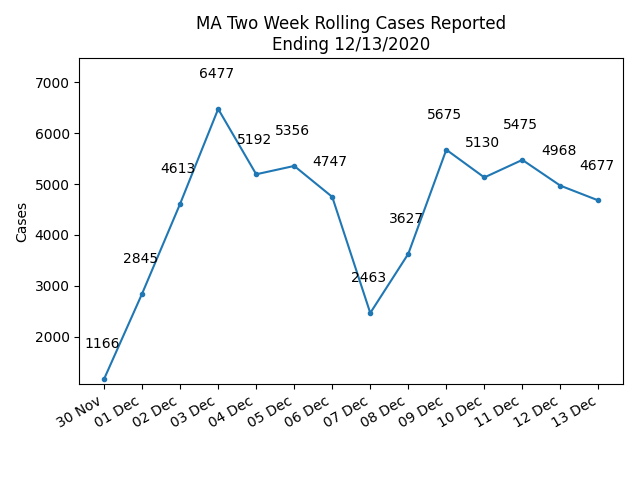 MA Two Week Rolling Cases Reported
Ending 12/13/2020
Cases
7000
6000
5000
4000
3000
2000
1166
2845
4613
6477
5192
5356
4747
2463
3627
5675
5130
5475
4968
4677
30 Nov
01 Dec
02 Dec
03 Dec
04 Dec
05 Dec
06 Dec
07 Dec
08 Dec
09 Dec
10 Dec
11 Dec
12 Dec
13 Dec